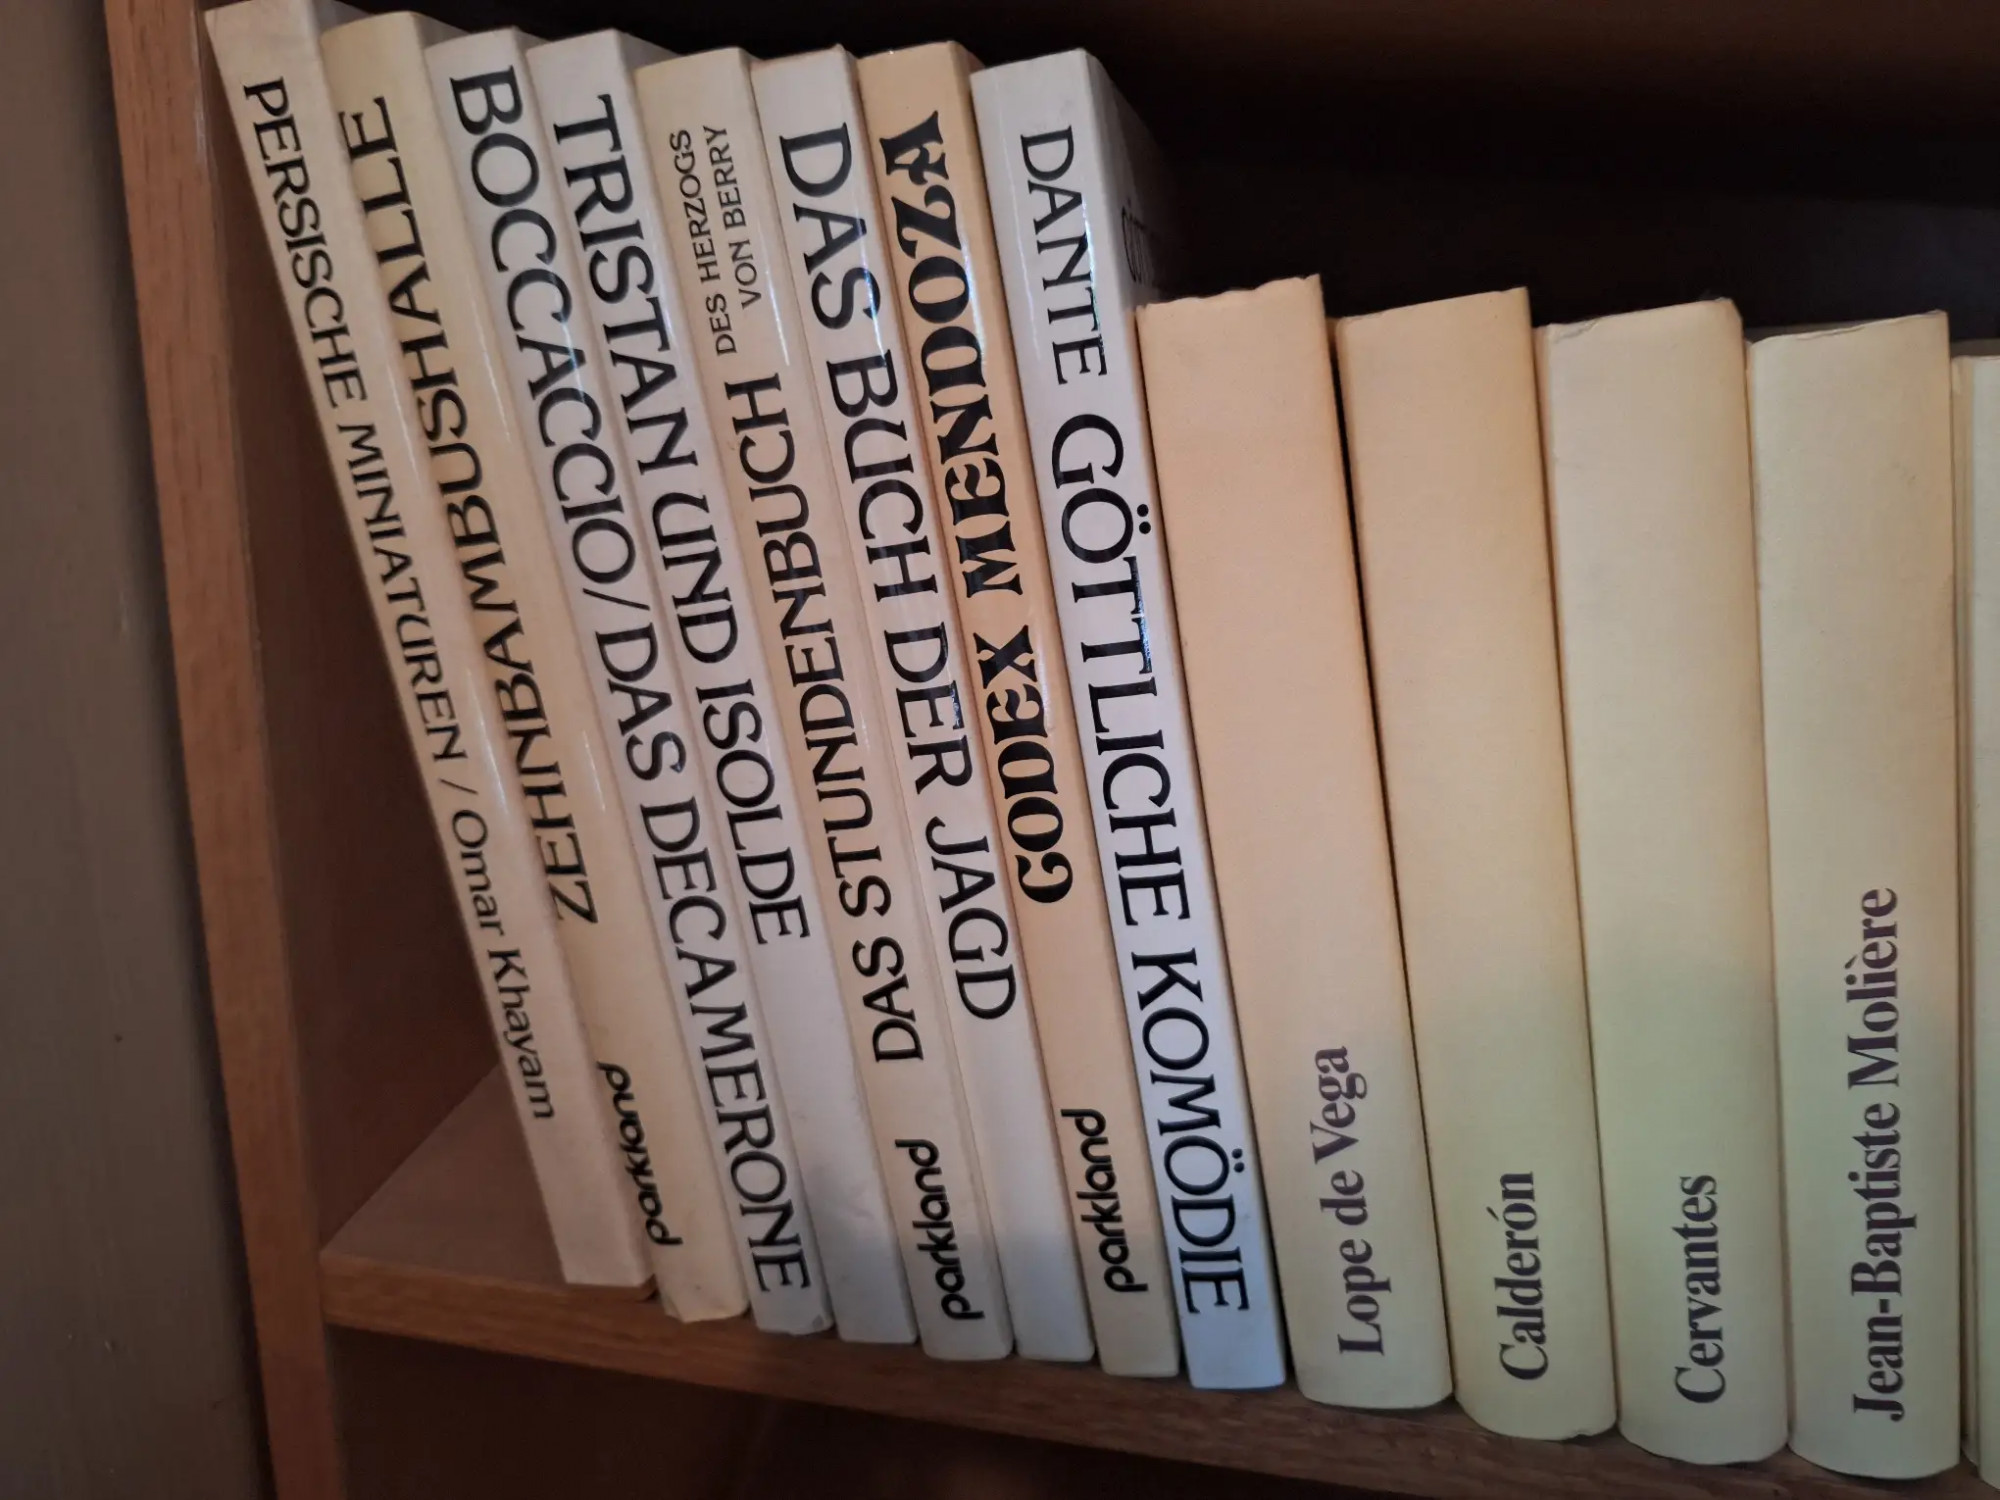 PERSISCHE MINIATUREN / Omar Khayam
ZEHNBAMBUSHALLE
parkland
BOCCACCIO/DAS DECAMERONE
TRISTAN UND ISOLDE
DAS STUNDENBUCH
DES HERZOGS
VON BERRY
parkland
DAS BUCH DER JAGD
CODEX MENDOZA
parkland
DANTE GÖTTLICHE KOMÖDIE
Lope de Vega
Calderón
Cervantes
Jean-Baptiste Molière